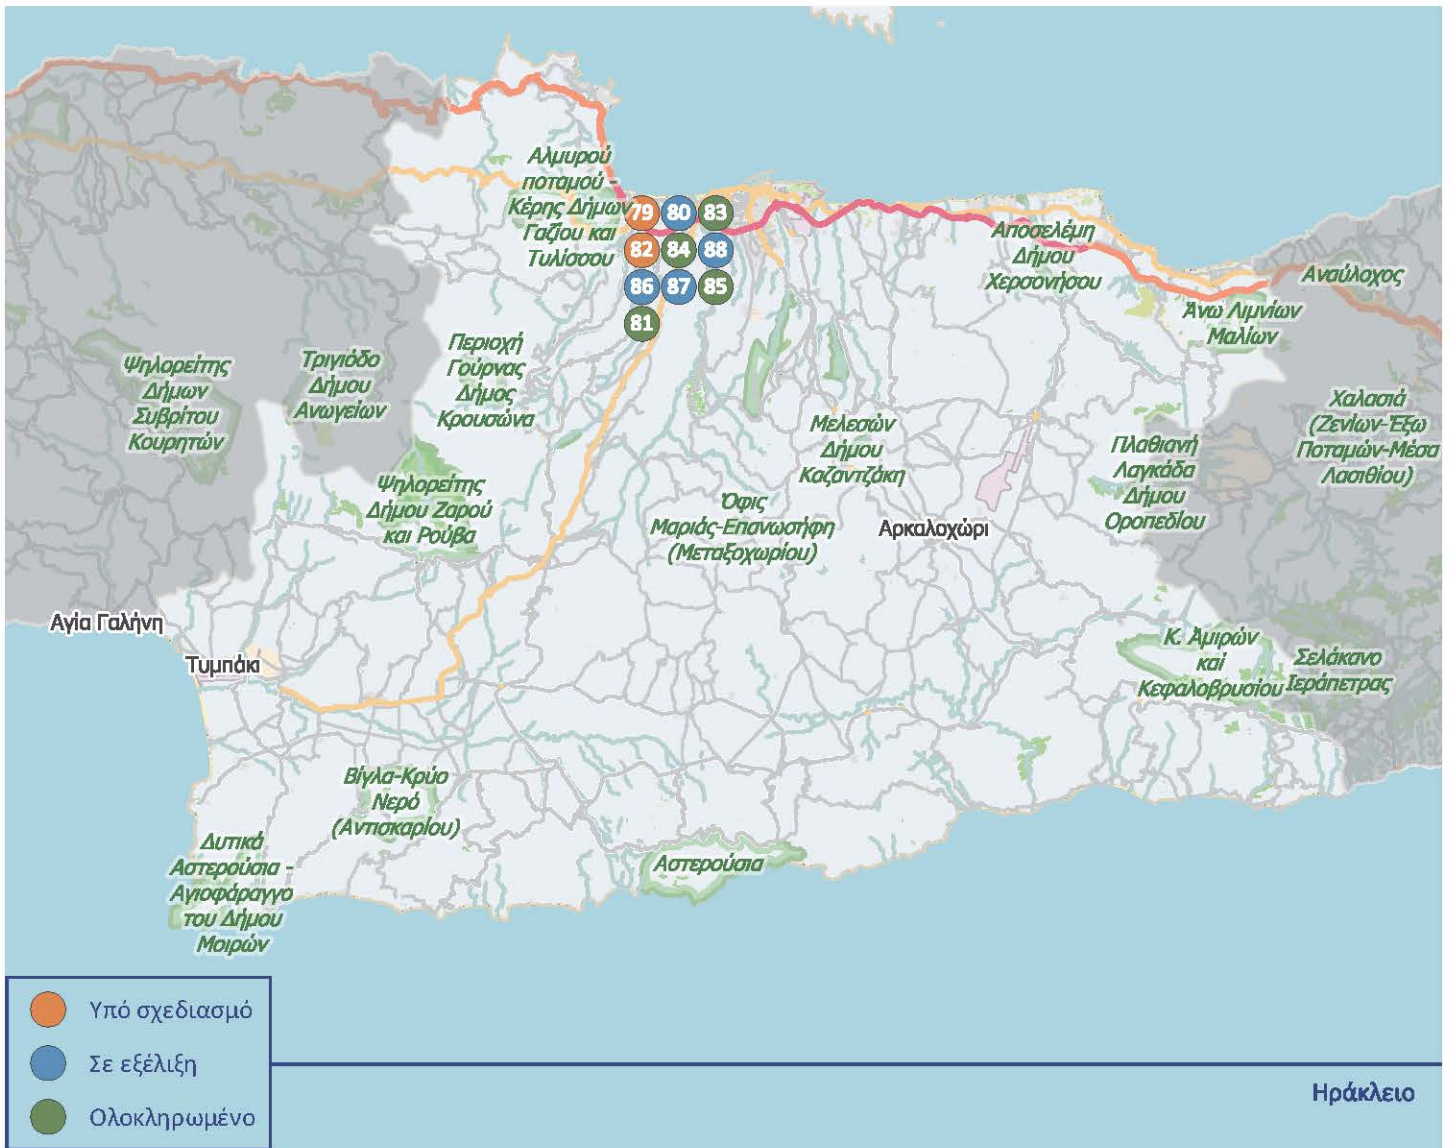 Αλμυρού
ποταμού -
Κέρης Δήμων
Γαζίου και
Τυλίσσου
79 80 83
82 84 88
86 87 85
81
Αποσελέμη
Δήμου
Χερσονήσου
Αναύλοχος
Άνω Λιμνίων
Μαλίων
Ψηλορείτης
Δήμων
Συβρίτου
Κουρητών
Τριγιόδο
Δήμου
Ανωγείων
Περιοχή
Γούρνας
Δήμος
Κρουσώνα
Χαλασιά
(Ζενίων-Έξω
Ποταμών-Μέσα
Λασιθίου)
Μελεσών
Δήμου
Καζαντζάκη
Πλαθιανή
Λαγκάδα
Δήμου
Οροπεδίου
Ψηλορείτης
Δήμου Ζαρού
και Ρούβα
Όφις
Μαριάς-Επανωσήφη
(Μεταξοχωρίου)
Αρκαλοχώρι
Αγία Γαλήνη
Τυμπάκι
Κ. Αμιρών
καί
Κεφαλοβρυσίου
Σελάκανο
Ιεράπετρας
Βίγλα-Κρύο
Νερό
(Αντισκαρίου)
Δυτικά
Αστερούσια -
Αγιοφάραγγο
του Δήμου
Μοιρών
Αστερούσια
Υπό σχεδιασμό
Σε εξέλιξη
Ολοκληρωμένο
Ηράκλειο